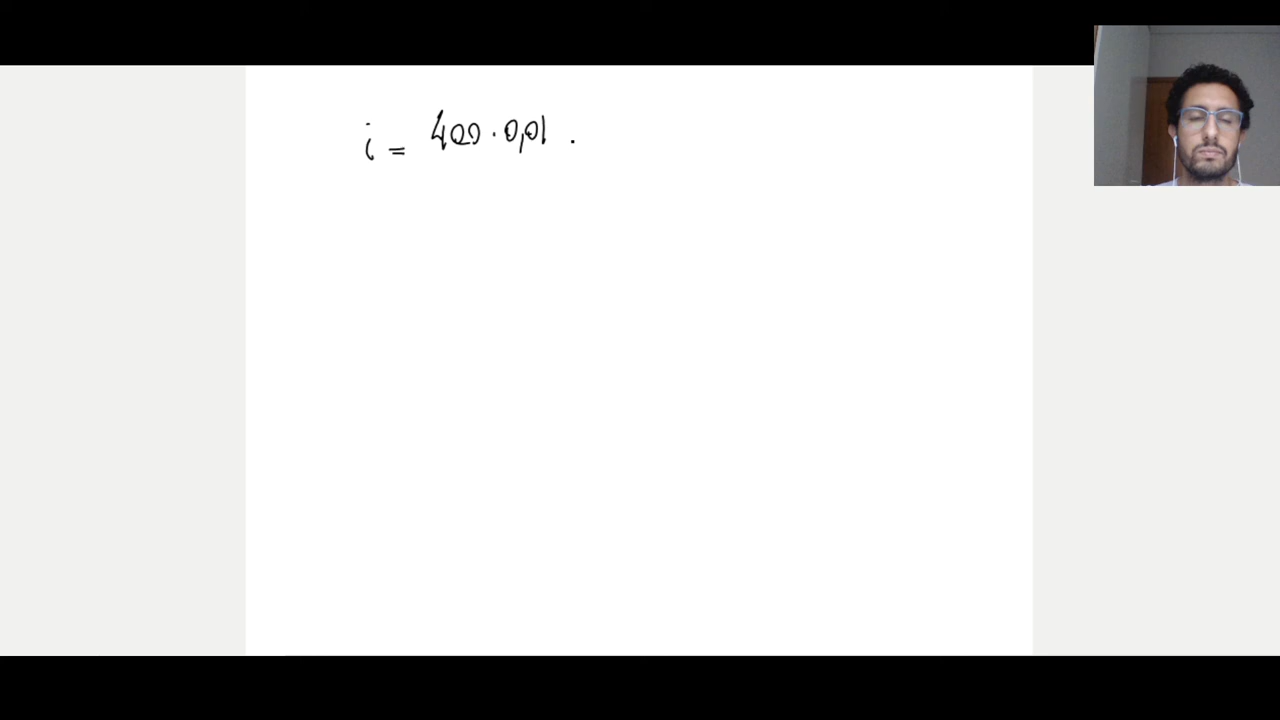 i = 400 · 0,01 .